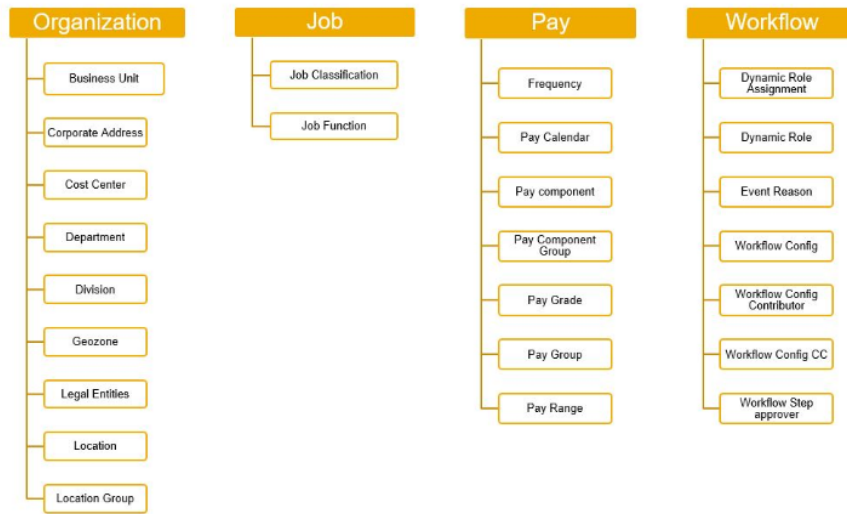 Organization
Business Unit
Corporate Address
Cost Center
Department
Division
Geozone
Legal Entities
Location
Location Group
Job
Job Classification
Job Function
Pay
Frequency
Pay Calendar
Pay component
Pay Component
Group
Pay Grade
Pay Group
Pay Range
Workflow
Dynamic Role
Assignment
Dynamic Role
Event Reason
Workflow Config
Workflow Config
Contributor
Workflow Config CC
Workflow Step
approver